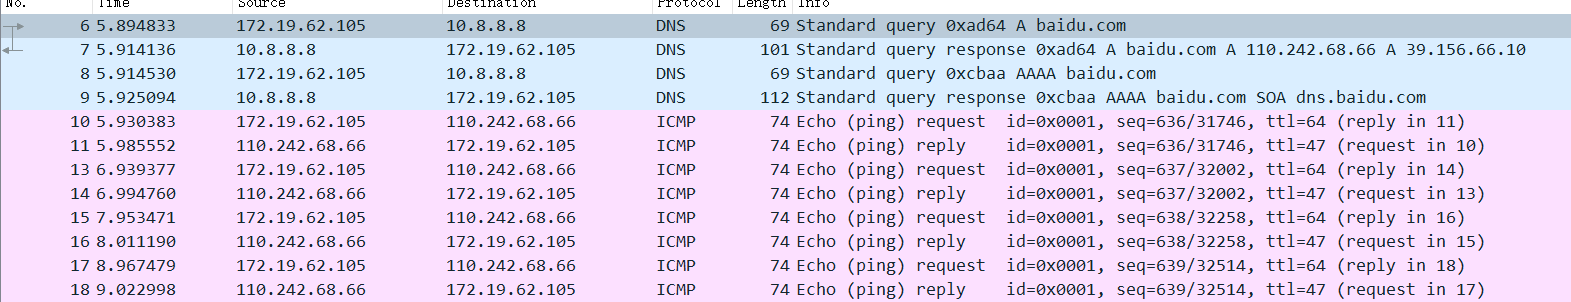 No. Time Source Destination Protocol Length Info
6 5.894833 172.19.62.105 10.8.8.8 DNS 69 Standard query 0xad64 A baidu.com
7 5.914136 10.8.8.8 172.19.62.105 DNS 101 Standard query response 0xad64 A baidu.com A 110.242.68.66 A 39.156.66.10
8 5.914530 172.19.62.105 10.8.8.8 DNS 69 Standard query 0xcbaa AAAA baidu.com
9 5.925094 10.8.8.8 172.19.62.105 DNS 112 Standard query response 0xcbaa AAAA baidu.com SOA dns.baidu.com
10 5.930383 172.19.62.105 110.242.68.66 ICMP 74 Echo (ping) request id=0x0001, seq=636/31746, ttl=64 (reply in 11)
11 5.985552 110.242.68.66 172.19.62.105 ICMP 74 Echo (ping) reply id=0x0001, seq=636/31746, ttl=47 (request in 10)
13 6.939377 172.19.62.105 110.242.68.66 ICMP 74 Echo (ping) request id=0x0001, seq=637/32002, ttl=64 (reply in 14)
14 6.994760 110.242.68.66 172.19.62.105 ICMP 74 Echo (ping) reply id=0x0001, seq=637/32002, ttl=47 (request in 13)
15 7.953471 172.19.62.105 110.242.68.66 ICMP 74 Echo (ping) request id=0x0001, seq=638/32258, ttl=64 (reply in 16)
16 8.011190 110.242.68.66 172.19.62.105 ICMP 74 Echo (ping) reply id=0x0001, seq=638/32258, ttl=47 (request in 15)
17 8.967479 172.19.62.105 110.242.68.66 ICMP 74 Echo (ping) request id=0x0001, seq=639/32514, ttl=64 (reply in 18)
18 9.022998 110.242.68.66 172.19.62.105 ICMP 74 Echo (ping) reply id=0x0001, seq=639/32514, ttl=47 (request in 17)